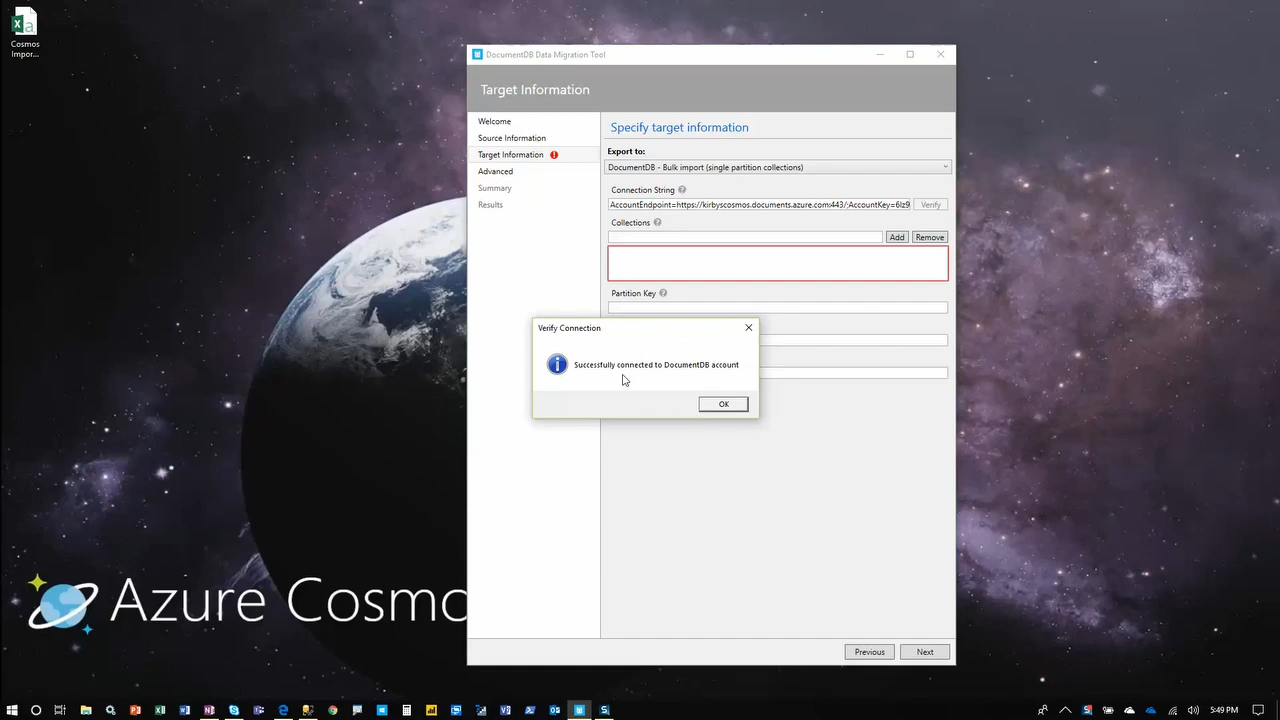 Cosmos
Impor...
DocumentDB Data Migration Tool
Target Information
Welcome
Source Information
Target Information
Advanced
Summary
Results
Specify target information
Export to:
DocumentDB - Bulk import (single partition collections)
Connection String
AccountEndpoint=https://kirbyscosmos.documents.azure.com:443/;AccountKey=6lz9
Verify
Collections
Add
Remove
Partition Key
Verify Connection
Successfully connected to DocumentDB account
OK
Azure Cosmo
Previous
Next
5:49 PM